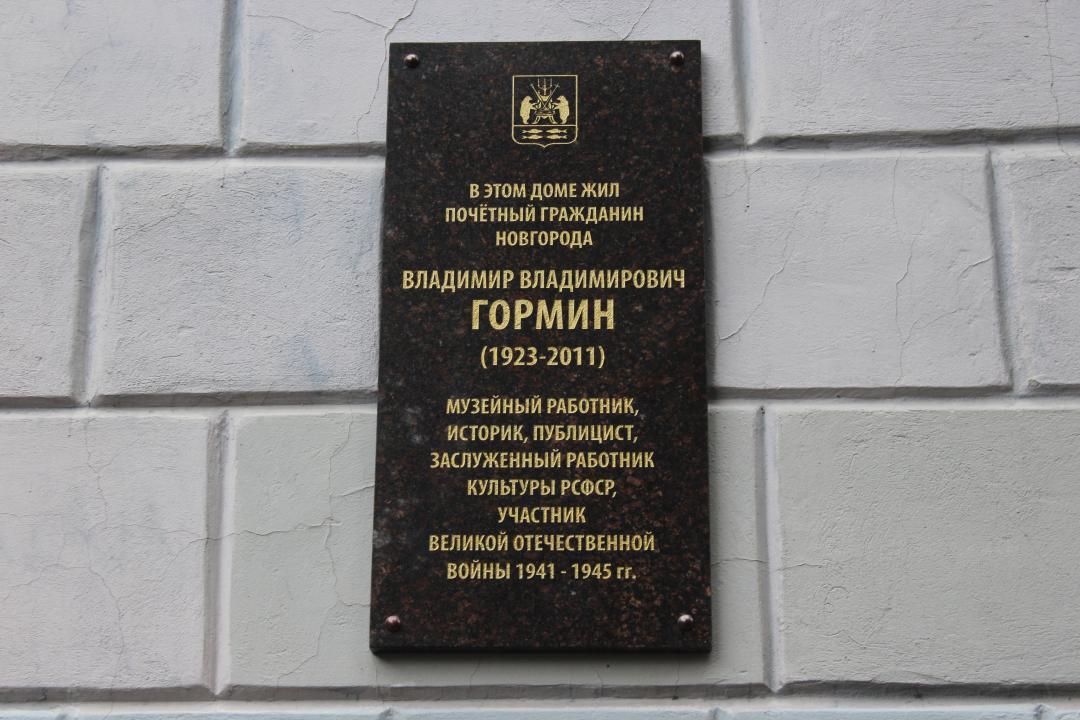 В ЭТОМ ДОМЕ ЖИЛ
ПОЧЁТНЫЙ ГРАЖДАНИН
НОВГОРОДА
ВЛАДИМИР ВЛАДИМИРОВИЧ
ГОРМИН
(1923-2011)
МУЗЕЙНЫЙ РАБОТНИК,
ИСТОРИК, ПУБЛИЦИСТ,
ЗАСЛУЖЕННЫЙ РАБОТНИК
КУЛЬТУРЫ РСФСР,
УЧАСТНИК
ВЕЛИКОЙ ОТЕЧЕСТВЕННОЙ
ВОЙНЫ 1941 - 1945 гг.